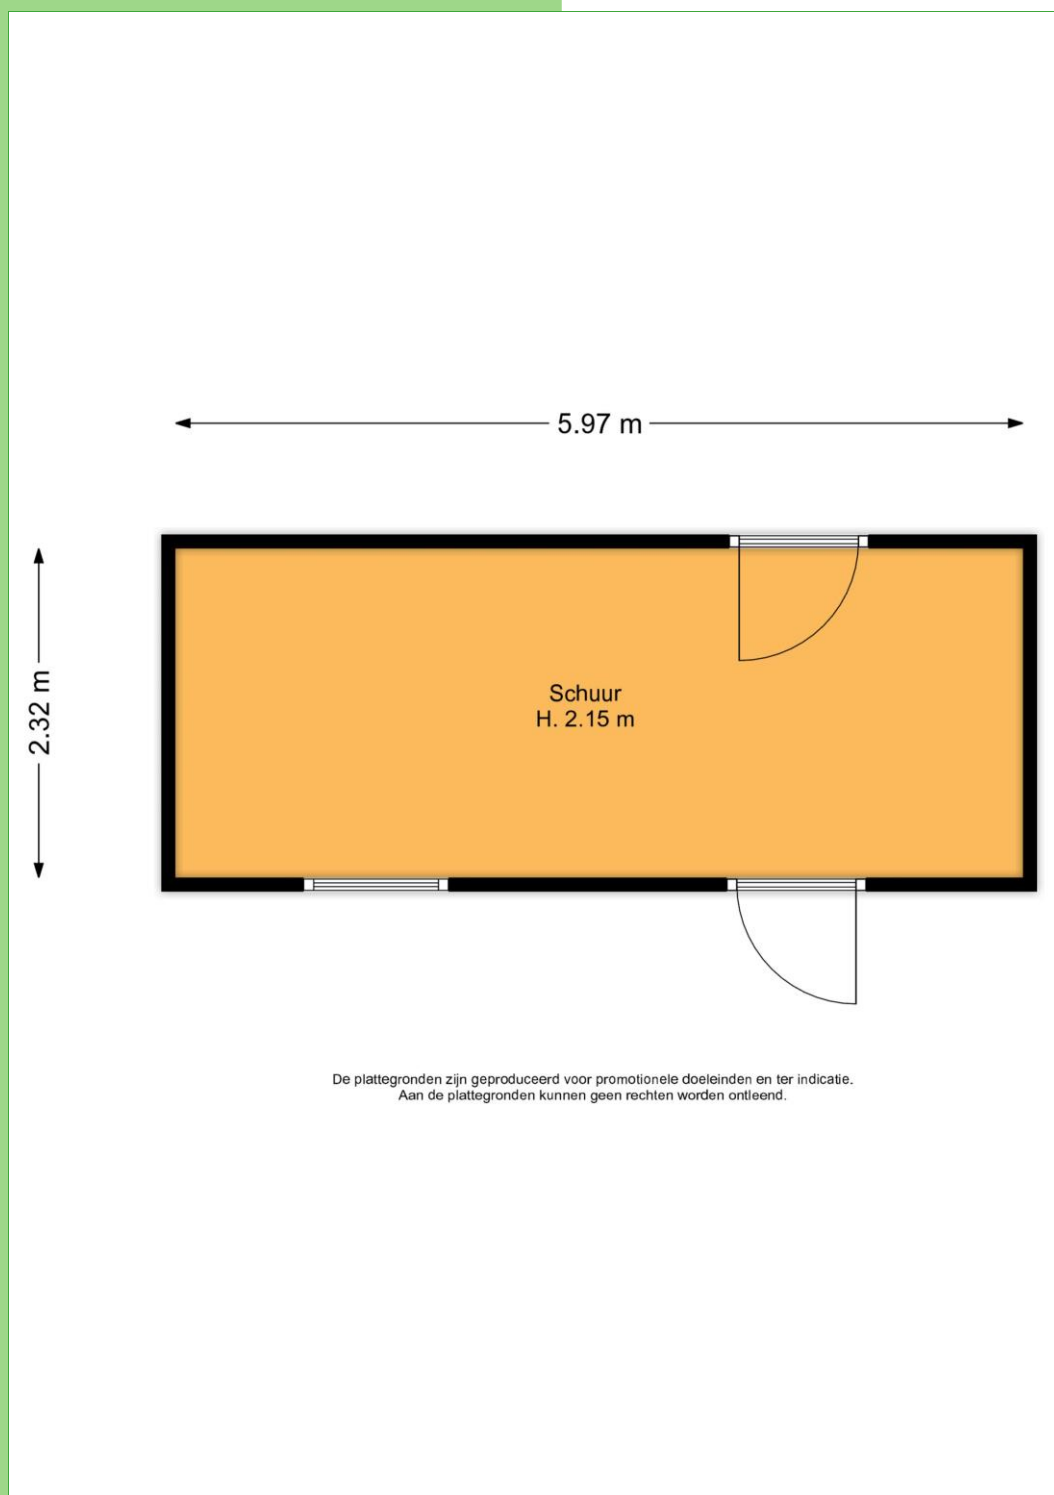 5.97 m
2.32 m
Schuur
H. 2.15 m
De plattegronden zijn geproduceerd voor promotionele doeleinden en ter indicatie.
Aan de plattegronden kunnen geen rechten worden ontleend.